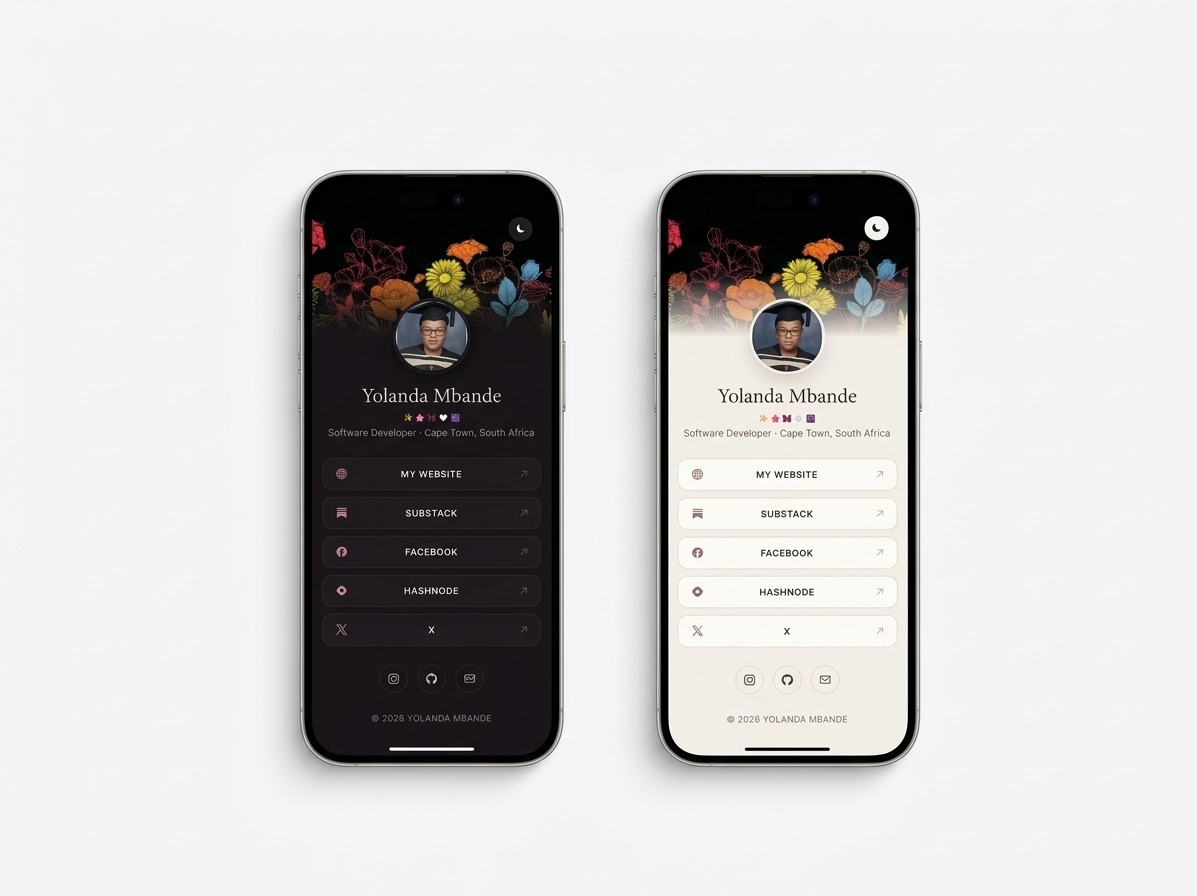 Yolanda Mbande
Software Developer · Cape Town, South Africa
MY WEBSITE
SUBSTACK
FACEBOOK
HASHNODE
X
© 2026 YOLANDA MBANDE
Yolanda Mbande
Software Developer · Cape Town, South Africa
MY WEBSITE
SUBSTACK
FACEBOOK
HASHNODE
X
© 2026 YOLANDA MBANDE